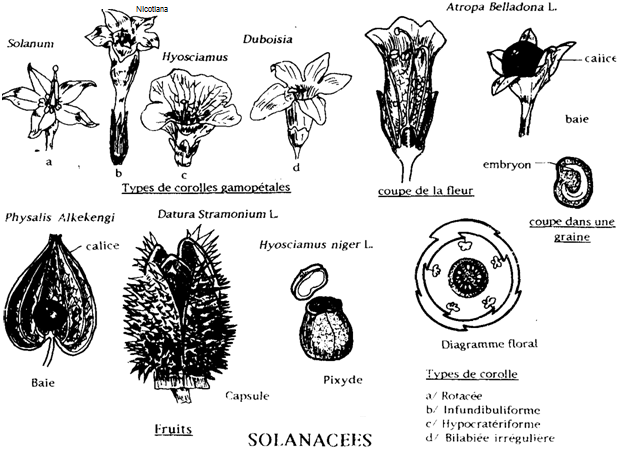 Nicotiana
Atropa Belladona L.
Solanum
Duboisia
Hyosciamus
caiice
baie
a
b
c
d
Types de corolles gamopétales
coupe de la fleur
embryon
coupe dans une
graine
Physalis Alkekengi
Datura Stramonium L.
calice
Hyosciamus niger L.
Baie
Capsule
Pixyde
Diagramme floral
Types de corolle
a/ Rotacée
b/ Infundibuliforme
c/ Hypocratériforme
d/ Bilabiée irrégulière
Fruits
SOLANACEES